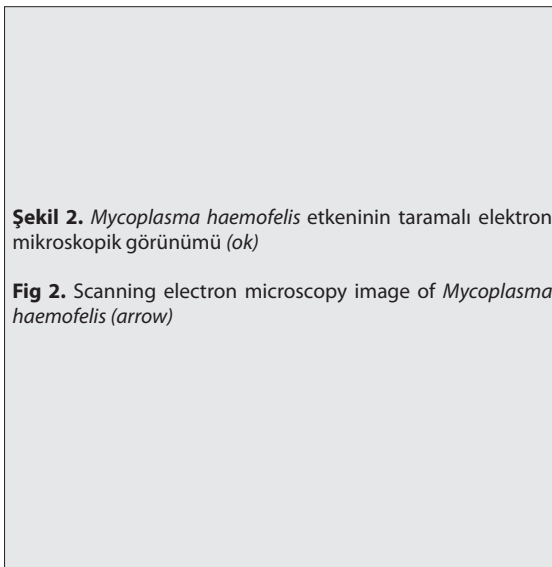 Şekil 2. Mycoplasma haemofelis etkeninin taramalı elektron
mikroskopik görünümü (ok)
Fig 2. Scanning electron microscopy image of Mycoplasma
haemofelis (arrow)